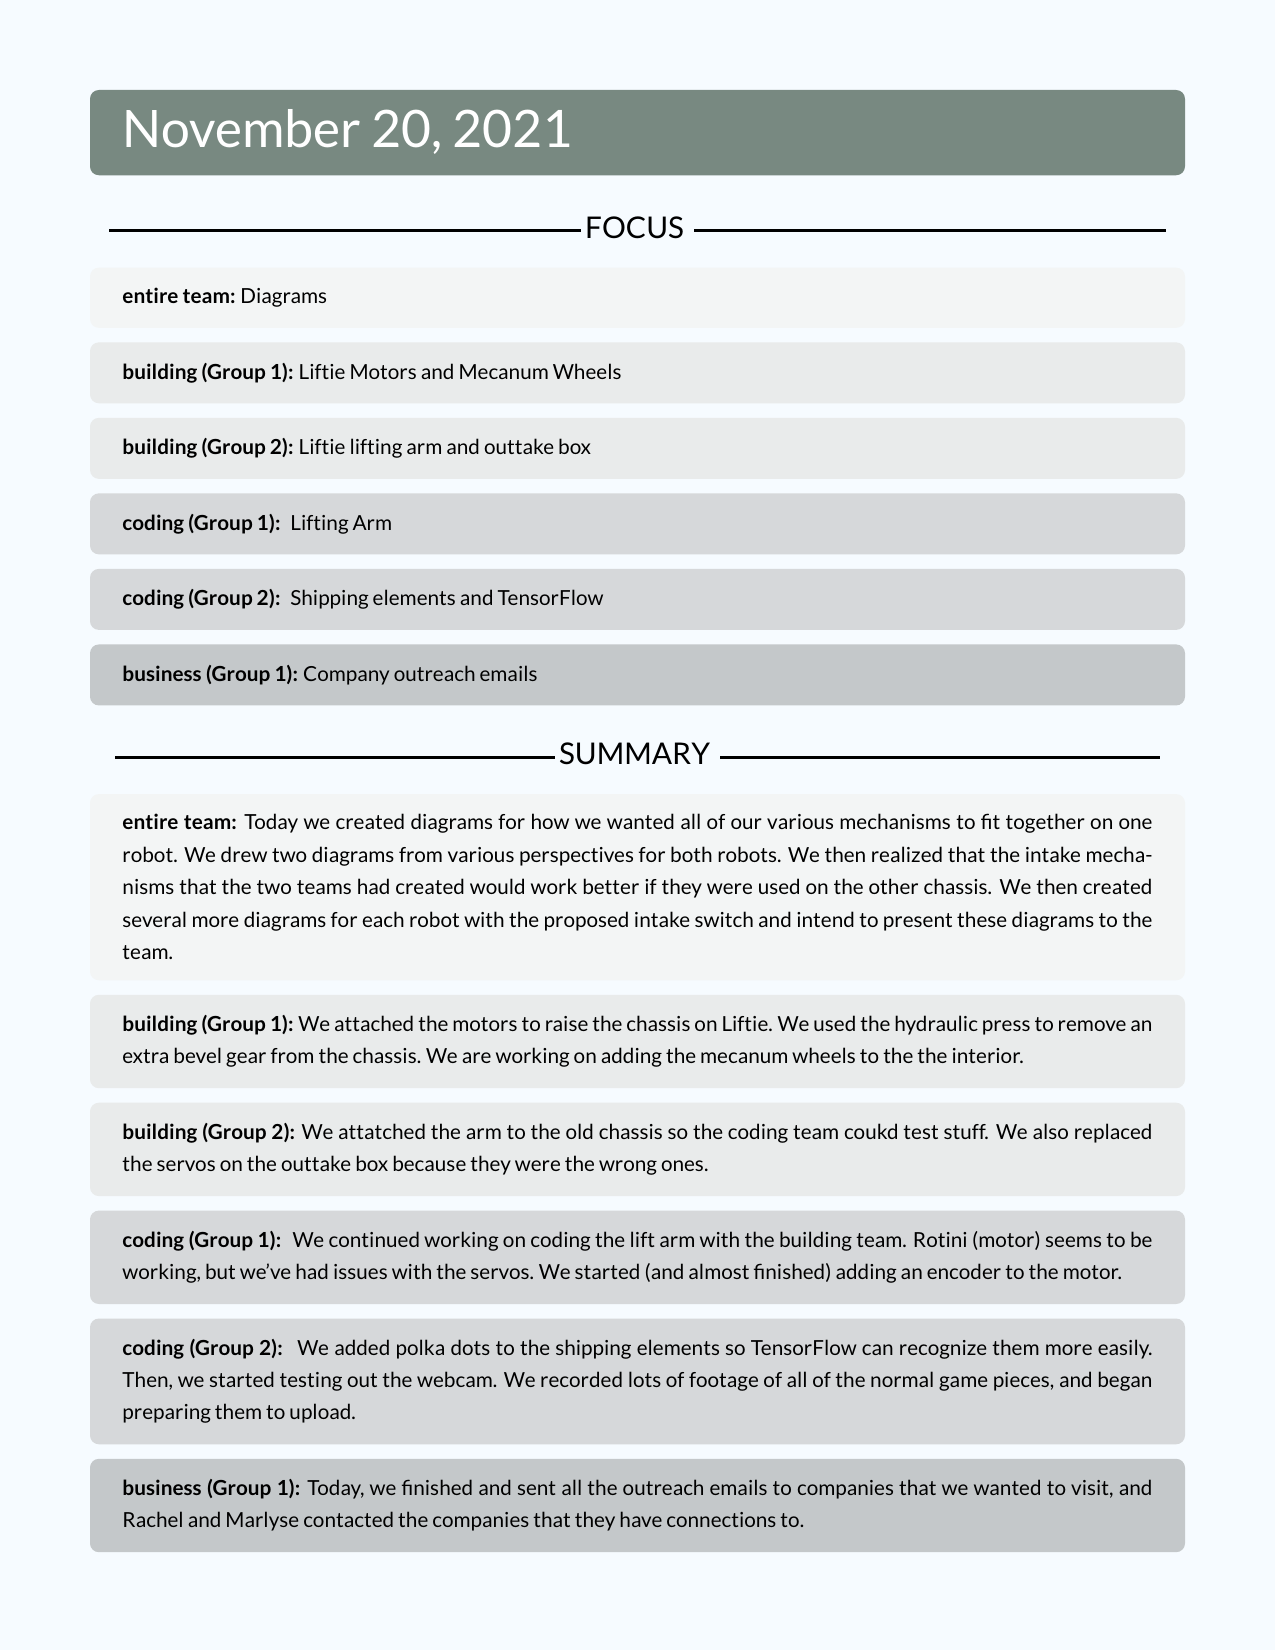 November 20, 2021
FOCUS
entire team: Diagrams
building (Group 1): Liftie Motors and Mecanum Wheels
building (Group 2): Liftie lifting arm and outtake box
coding (Group 1): Lifting Arm
coding (Group 2): Shipping elements and TensorFlow
business (Group 1): Company outreach emails
SUMMARY
entire team: Today we created diagrams for how we wanted all of our various mechanisms to fit together on one
robot. We drew two diagrams from various perspectives for both robots. We then realized that the intake mecha-
nisms that the two teams had created would work better if they were used on the other chassis. We then created
several more diagrams for each robot with the proposed intake switch and intend to present these diagrams to the
team.
building (Group 1): We attached the motors to raise the chassis on Liftie. We used the hydraulic press to remove an
extra bevel gear from the chassis. We are working on adding the mecanum wheels to the the interior.
building (Group 2): We attatched the arm to the old chassis so the coding team coukd test stuff. We also replaced
the servos on the outtake box because they were the wrong ones.
coding (Group 1): We continued working on coding the lift arm with the building team. Rotini (motor) seems to be
working, but we’ve had issues with the servos. We started (and almost finished) adding an encoder to the motor.
coding (Group 2): We added polka dots to the shipping elements so TensorFlow can recognize them more easily.
Then, we started testing out the webcam. We recorded lots of footage of all of the normal game pieces, and began
preparing them to upload.
business (Group 1): Today, we finished and sent all the outreach emails to companies that we wanted to visit, and
Rachel and Marlyse contacted the companies that they have connections to.